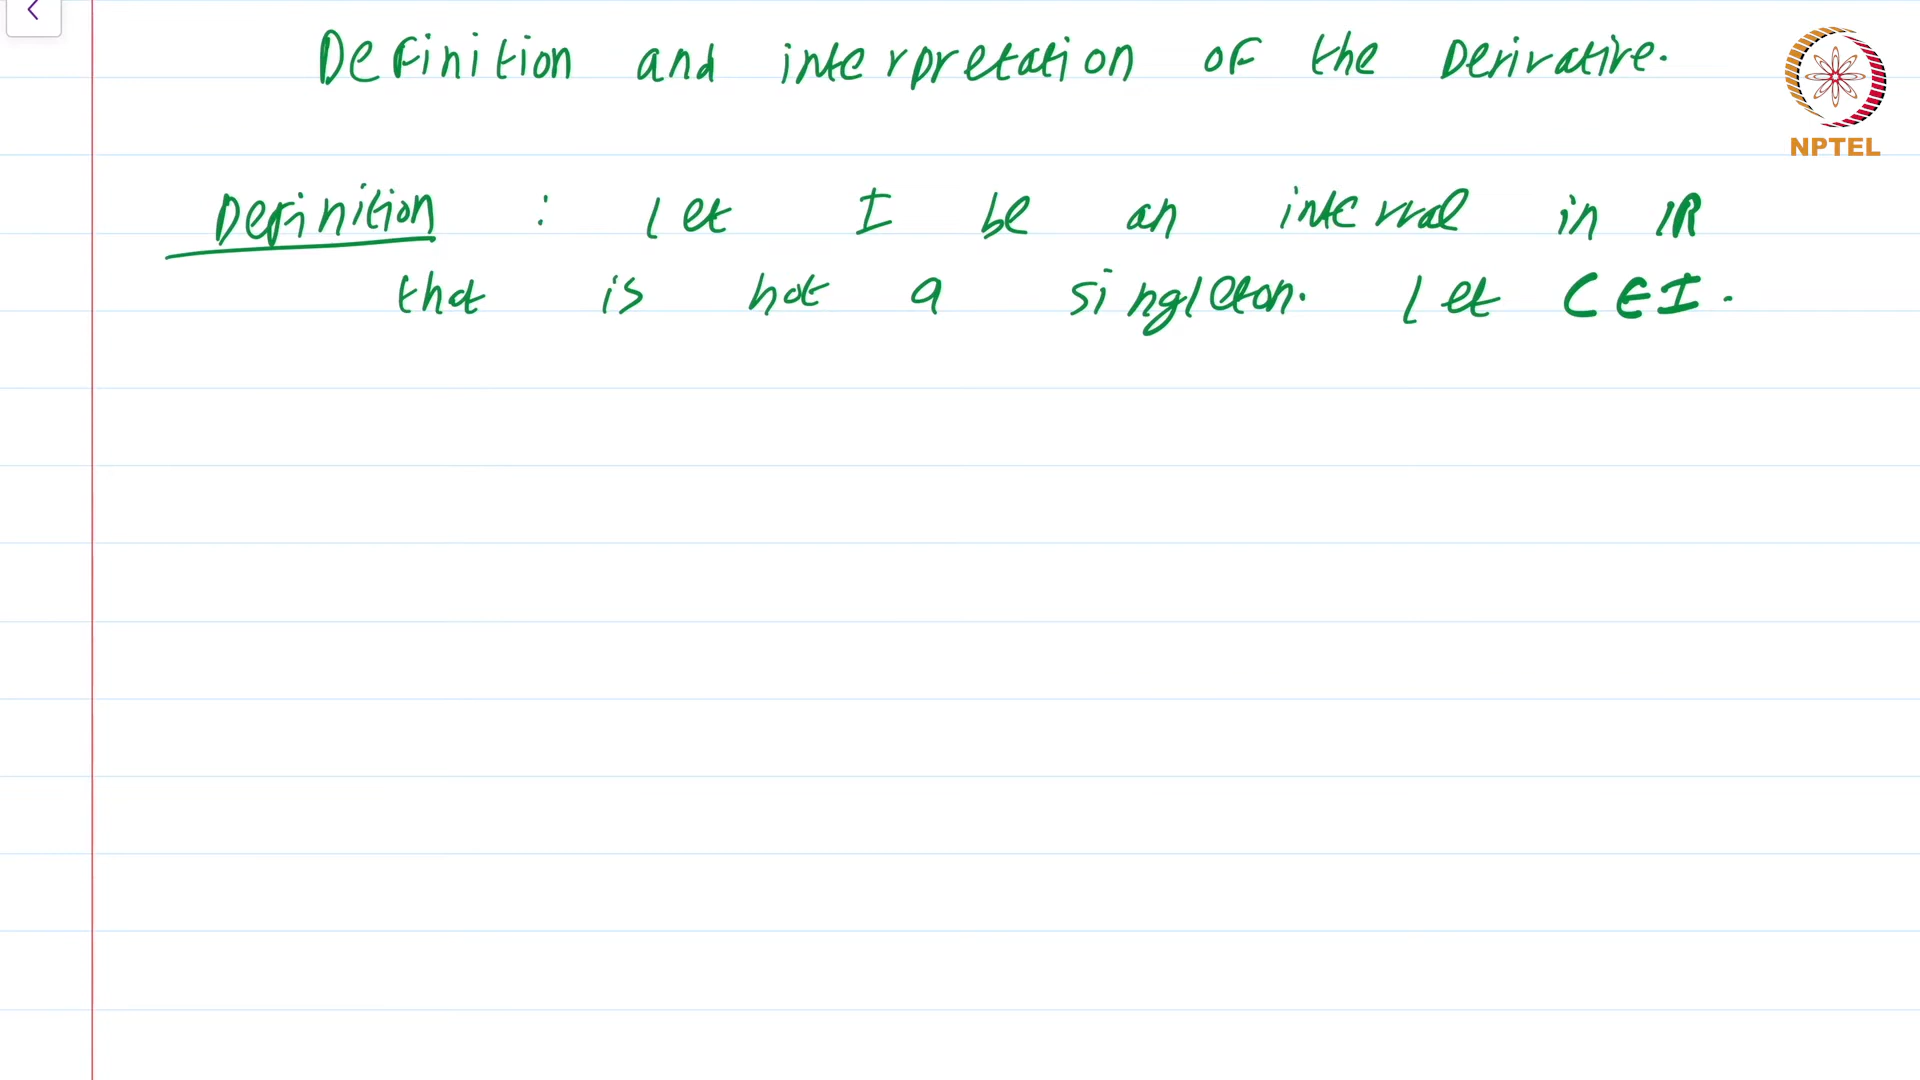 Definition and interpretation of the Derivative.
NPTEL
Definition : Let I be an interval in ℝ
that is not a singleton. Let C ∈ I.